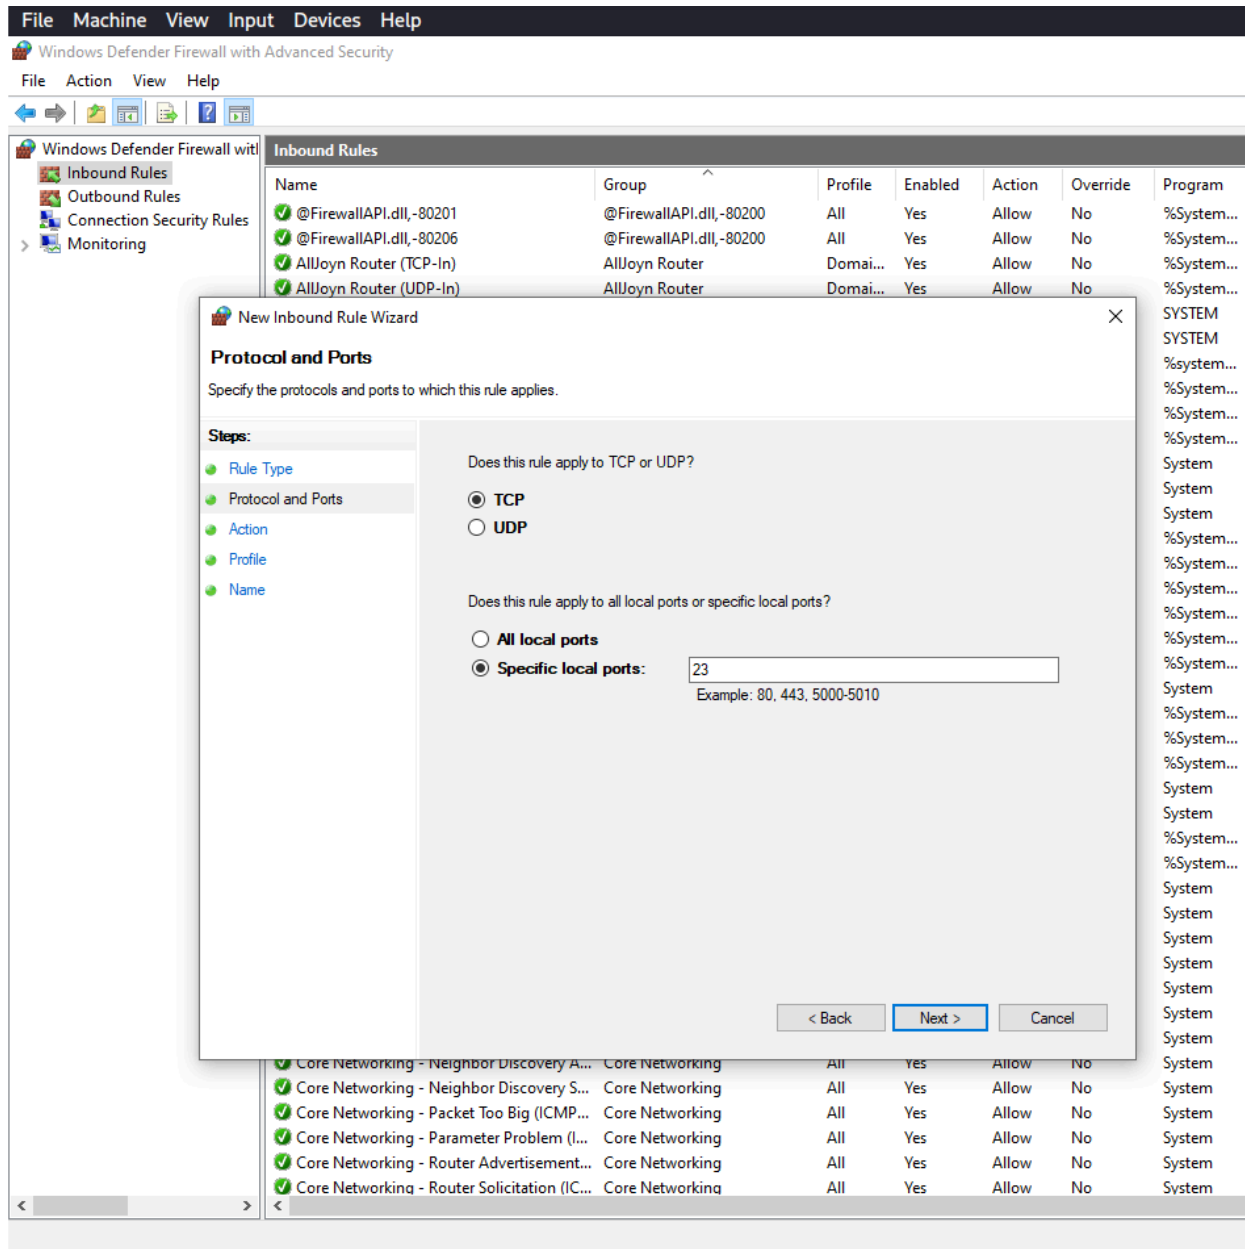 File Machine View Input Devices Help
Windows Defender Firewall with Advanced Security
File Action View Help
Windows Defender Firewall witl
Inbound Rules
Outbound Rules
Connection Security Rules
Monitoring
Inbound Rules
Name Group Profile Enabled Action Override Program
@FirewallAPI.dll,-80201 @FirewallAPI.dll,-80200 All Yes Allow No %System...
@FirewallAPI.dll,-80206 @FirewallAPI.dll,-80200 All Yes Allow No %System...
AllJoyn Router (TCP-In) AllJoyn Router Domai... Yes Allow No %System...
AllJoyn Router (UDP-In) AllJoyn Router Domai... Yes Allow No %System...
SYSTEM
SYSTEM
%system...
%System...
%System...
%System...
System
System
System
%System...
%System...
%System...
%System...
%System...
%System...
System
%System...
%System...
%System...
System
System
%System...
%System...
System
System
System
System
System
System
System
New Inbound Rule Wizard
Protocol and Ports
Specify the protocols and ports to which this rule applies.
Steps:
Rule Type
Protocol and Ports
Action
Profile
Name
Does this rule apply to TCP or UDP?
TCP
UDP
Does this rule apply to all local ports or specific local ports?
All local ports
Specific local ports: 23
Example: 80, 443, 5000-5010
< Back Next > Cancel
Core Networking - Neighbor Discovery A... Core Networking All Yes Allow No System
Core Networking - Neighbor Discovery S... Core Networking All Yes Allow No System
Core Networking - Packet Too Big (ICMP... Core Networking All Yes Allow No System
Core Networking - Parameter Problem (I... Core Networking All Yes Allow No System
Core Networking - Router Advertisement... Core Networking All Yes Allow No System
Core Networking - Router Solicitation (IC... Core Networking All Yes Allow No System